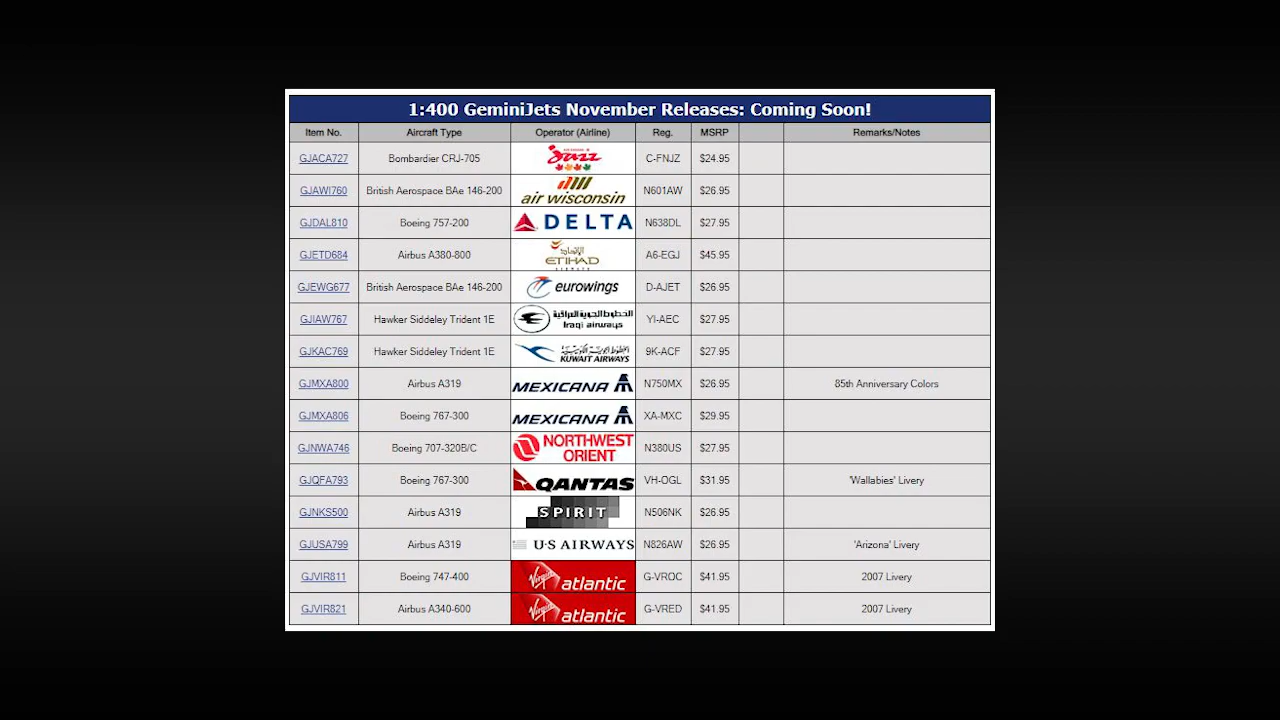 1:400 GeminiJets November Releases: Coming Soon!
Item No. Aircraft Type Operator (Airline) Reg. MSRP Remarks/Notes
GJACA727 Bombardier CRJ-705 Jazz C-FNJZ $24.95
GJAWI760 British Aerospace BAe 146-200 air wisconsin N601AW $26.95
GJDAL810 Boeing 757-200 DELTA N638DL $27.95
GJETD684 Airbus A380-800 الإتحاد ETIHAD AIRWAYS A6-EGJ $45.95
GJEWG677 British Aerospace BAe 146-200 eurowings D-AJET $26.95
GJIAW767 Hawker Siddeley Trident 1E الخطوط الجوية العراقية Iraqi airways YI-AEC $27.95
GJKAC769 Hawker Siddeley Trident 1E الخطوط الجوية الكويتية KUWAIT AIRWAYS 9K-ACF $27.95
GJMXA800 Airbus A319 MEXICANA N750MX $26.95 85th Anniversary Colors
GJMXA806 Boeing 767-300 MEXICANA XA-MXC $29.95
GJNWA746 Boeing 707-320B/C NORTHWEST ORIENT N380US $27.95
GJQFA793 Boeing 767-300 QANTAS VH-OGL $31.95 'Wallabies' Livery
GJNKS500 Airbus A319 SPIRIT N506NK $26.95
GJUSA799 Airbus A319 U·S AIRWAYS N826AW $26.95 'Arizona' Livery
GJVIR811 Boeing 747-400 Virgin atlantic G-VROC $41.95 2007 Livery
GJVIR821 Airbus A340-600 Virgin atlantic G-VRED $41.95 2007 Livery